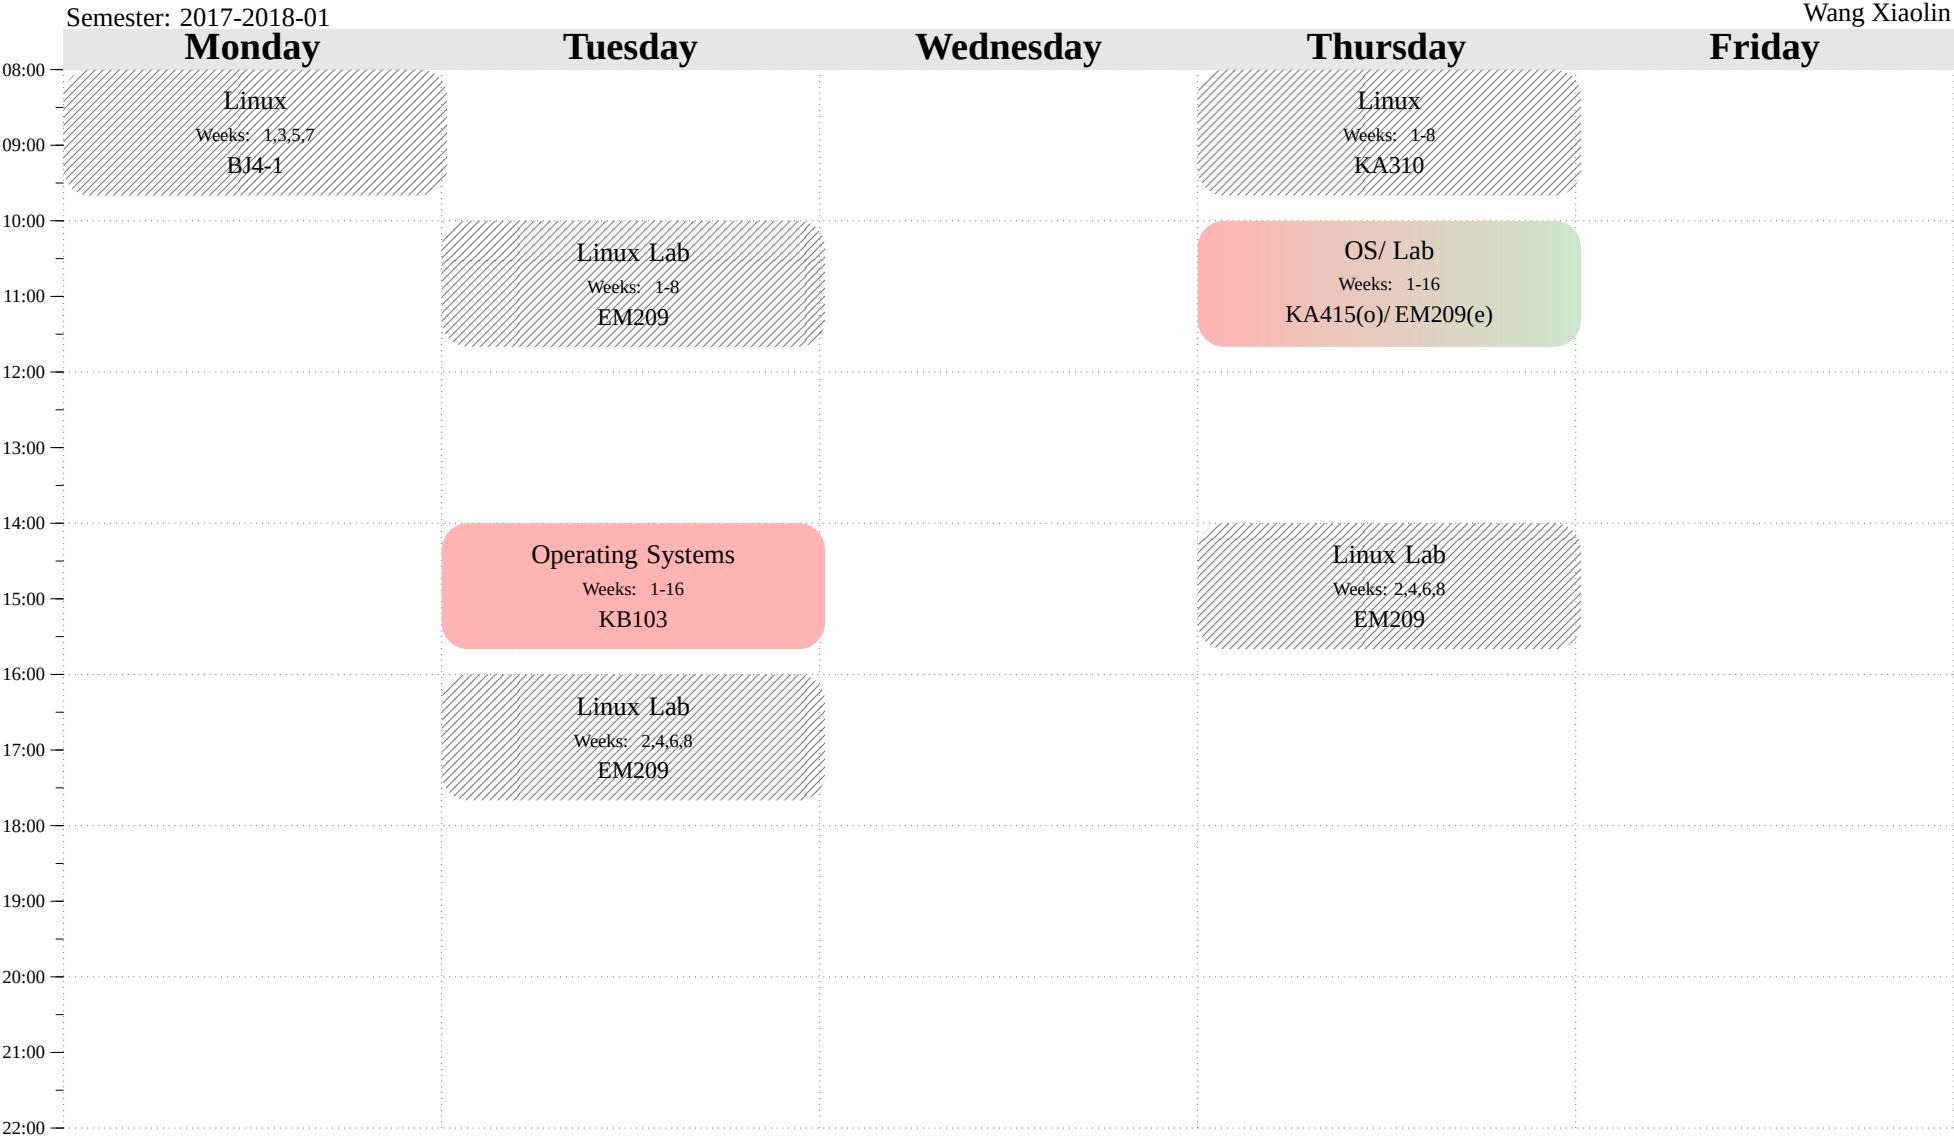 Semester: 2017-2018-01
Wang Xiaolin
Monday Tuesday Wednesday Thursday Friday
08:00
Linux
Weeks: 1,3,5,7
BJ4-1
Linux
Weeks: 1-8
KA310
09:00
10:00
Linux Lab
Weeks: 1-8
EM209
OS/ Lab
Weeks: 1-16
KA415(o)/ EM209(e)
11:00
12:00
13:00
14:00
Operating Systems
Weeks: 1-16
KB103
Linux Lab
Weeks: 2,4,6,8
EM209
15:00
16:00
Linux Lab
Weeks: 2,4,6,8
EM209
17:00
18:00
19:00
20:00
21:00
22:00